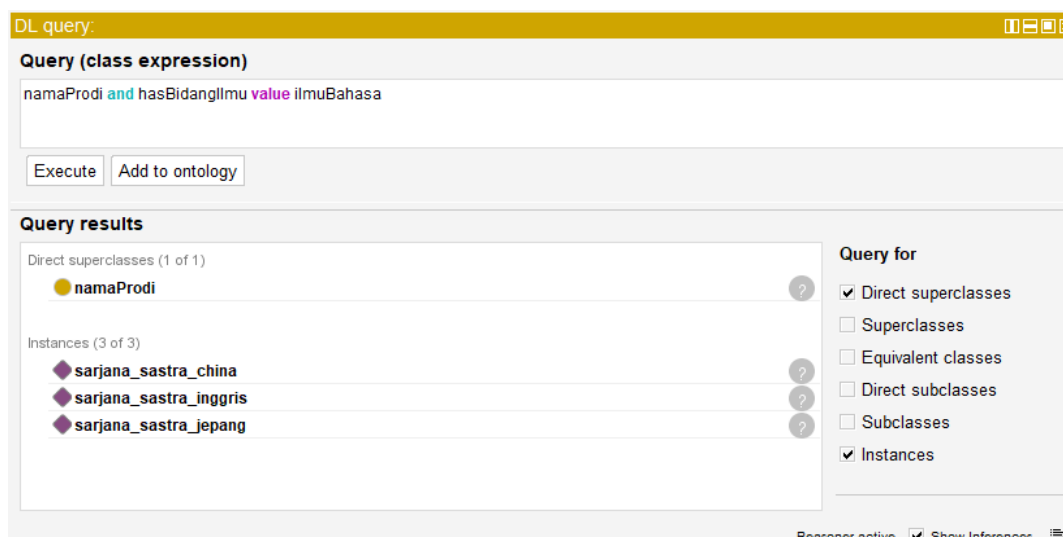 DL query:
Query (class expression)
namaProdi and hasBidangIlmu value ilmuBahasa
Execute
Add to ontology
Query results
Direct superclasses (1 of 1)
namaProdi
?
Instances (3 of 3)
sarjana_sastra_china
?
sarjana_sastra_inggris
?
sarjana_sastra_jepang
?
Query for
Direct superclasses
Superclasses
Equivalent classes
Direct subclasses
Subclasses
Instances
Reasoner active
Show Inferences